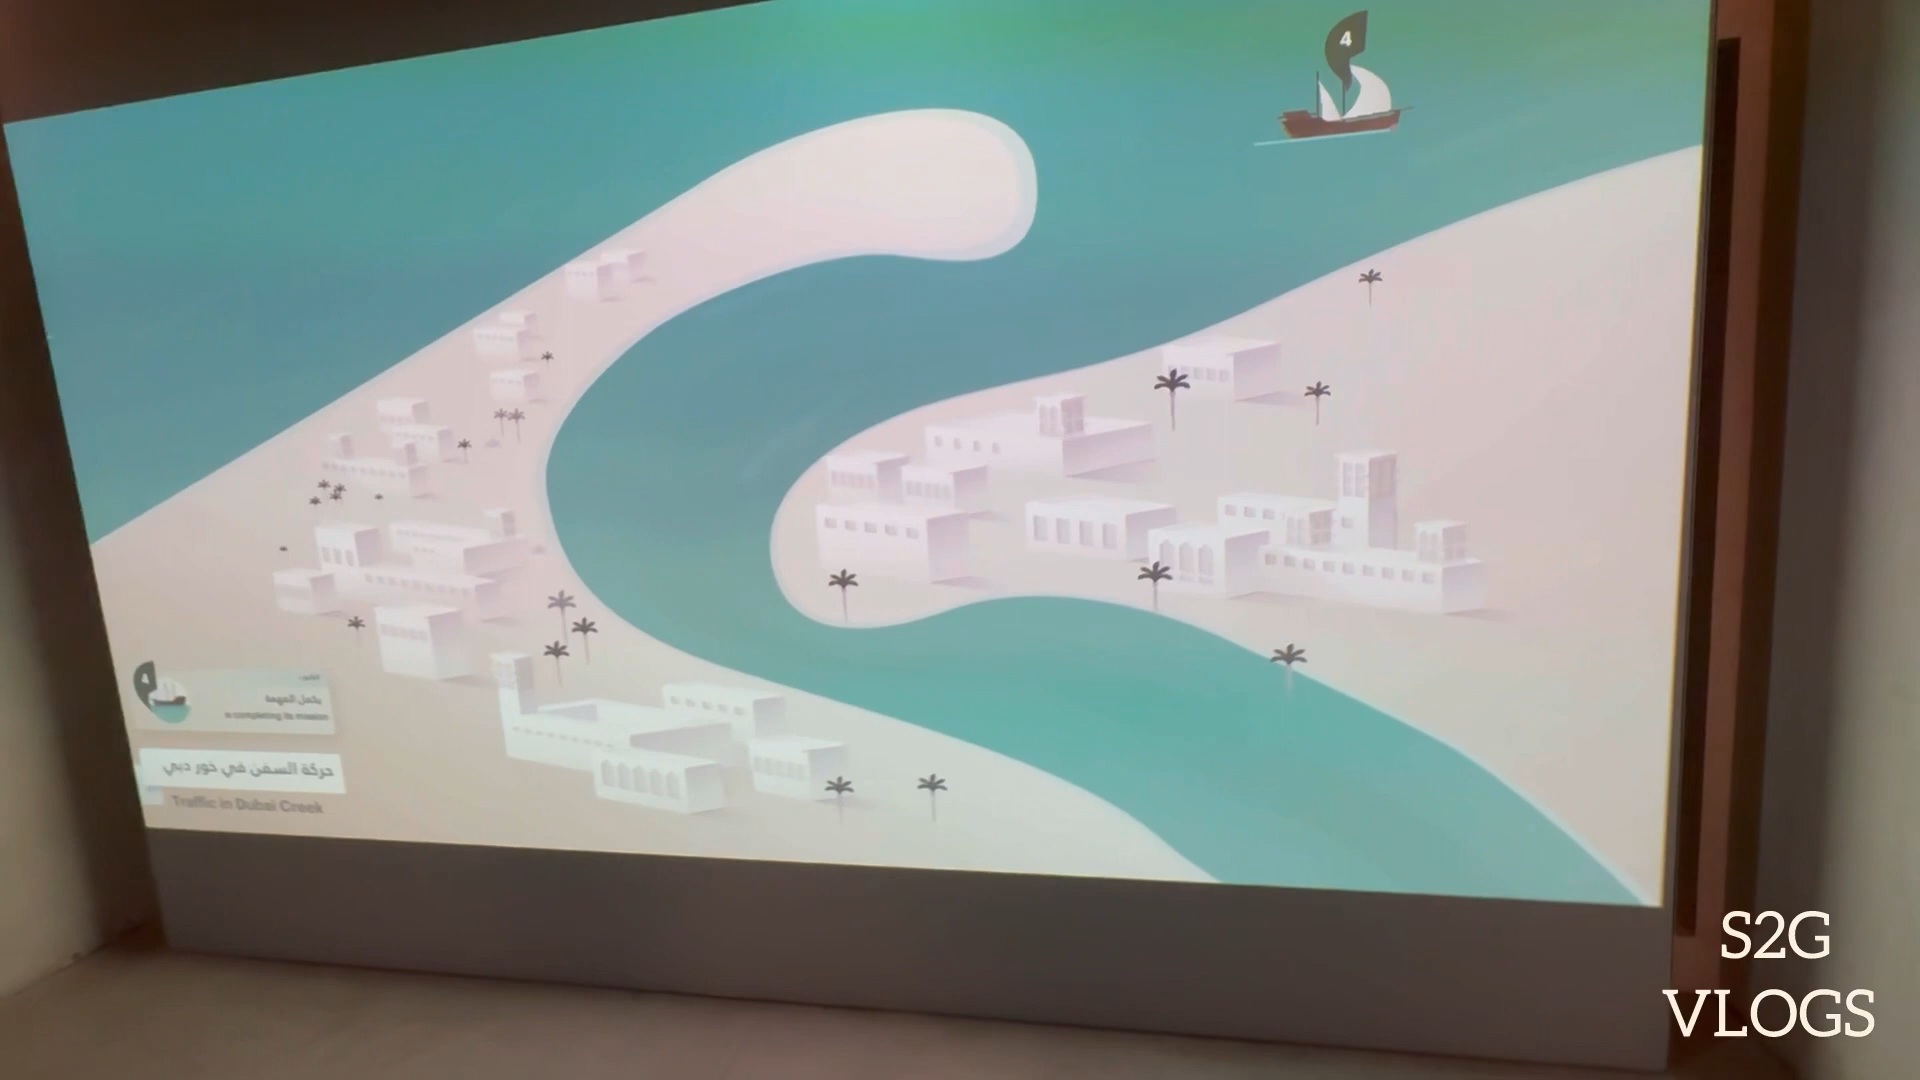 4
يكمل المهمة
is completing its mission
حركة السفن في خور دبي
Traffic in Dubai Creek
S2G
VLOGS